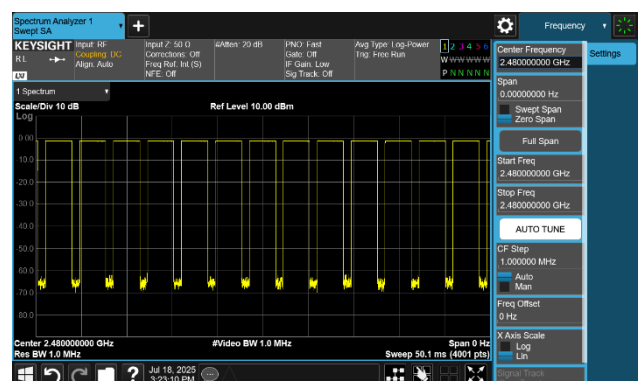 Spectrum Analyzer 1
Swept SA
+
Frequency
KEYSIGHT
RL
LXI
Input: RF
Coupling: DC
Align: Auto
Input Z: 50 Ω
Corrections: Off
Freq Ref: Int (S)
NFE: Off
#Atten: 20 dB
PNO: Fast
Gate: Off
IF Gain: Low
Sig Track: Off
Avg Type: Log-Power
Trig: Free Run
1 2 3 4 5 6
W W W W W W
P N N N N N
Center Frequency
2.480000000 GHz
Settings
Span
0.00000000 Hz
Swept Span
Zero Span
Full Span
Start Freq
2.480000000 GHz
Stop Freq
2.480000000 GHz
AUTO TUNE
CF Step
1.000000 MHz
Auto
Man
Freq Offset
0 Hz
X Axis Scale
Log
Lin
Signal Track
1 Spectrum
Scale/Div 10 dB
Ref Level 10.00 dBm
Log
0.00
-10.0
-20.0
-30.0
-40.0
-50.0
-60.0
-70.0
-80.0
Center 2.480000000 GHz
#Video BW 1.0 MHz
Span 0 Hz
Res BW 1.0 MHz
Sweep 50.1 ms (4001 pts)
?
Jul 18, 2025
3:23:10 PM